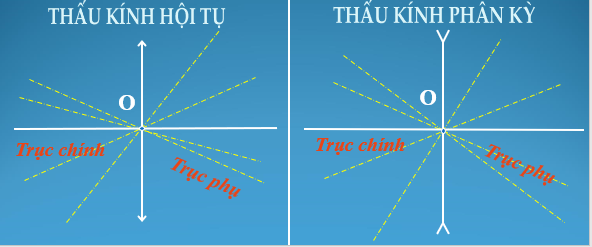 THẤU KÍNH HỘI TỤ
O
Trục chính
Trục phụ
THẤU KÍNH PHÂN KỲ
O
Trục chính
Trục phụ